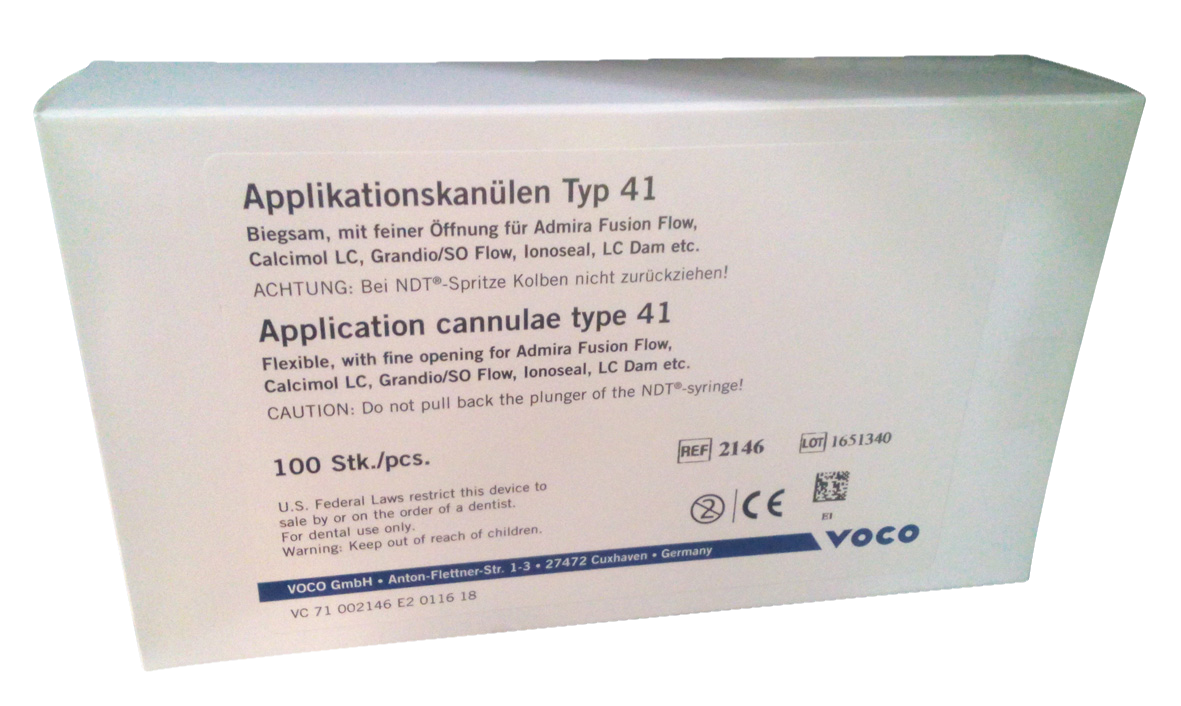 Applikationskanülen Typ 41
Biegsam, mit feiner Öffnung für Admira Fusion Flow,
Calcimol LC, Grandio/SO Flow, Ionoseal, LC Dam etc.
ACHTUNG: Bei NDT®-Spritze Kolben nicht zurückziehen!
Application cannulae type 41
Flexible, with fine opening for Admira Fusion Flow,
Calcimol LC, Grandio/SO Flow, Ionoseal, LC Dam etc.
CAUTION: Do not pull back the plunger of the NDT®-syringe!
100 Stk./pcs.
REF 2146
LOT 1651340
U.S. Federal Laws restrict this device to
sale by or on the order of a dentist.
For dental use only.
Warning: Keep out of reach of children.
2
CE
EI
VOCO
VOCO GmbH • Anton-Flettner-Str. 1-3 • 27472 Cuxhaven • Germany
VC 71 002146 E2 0116 18